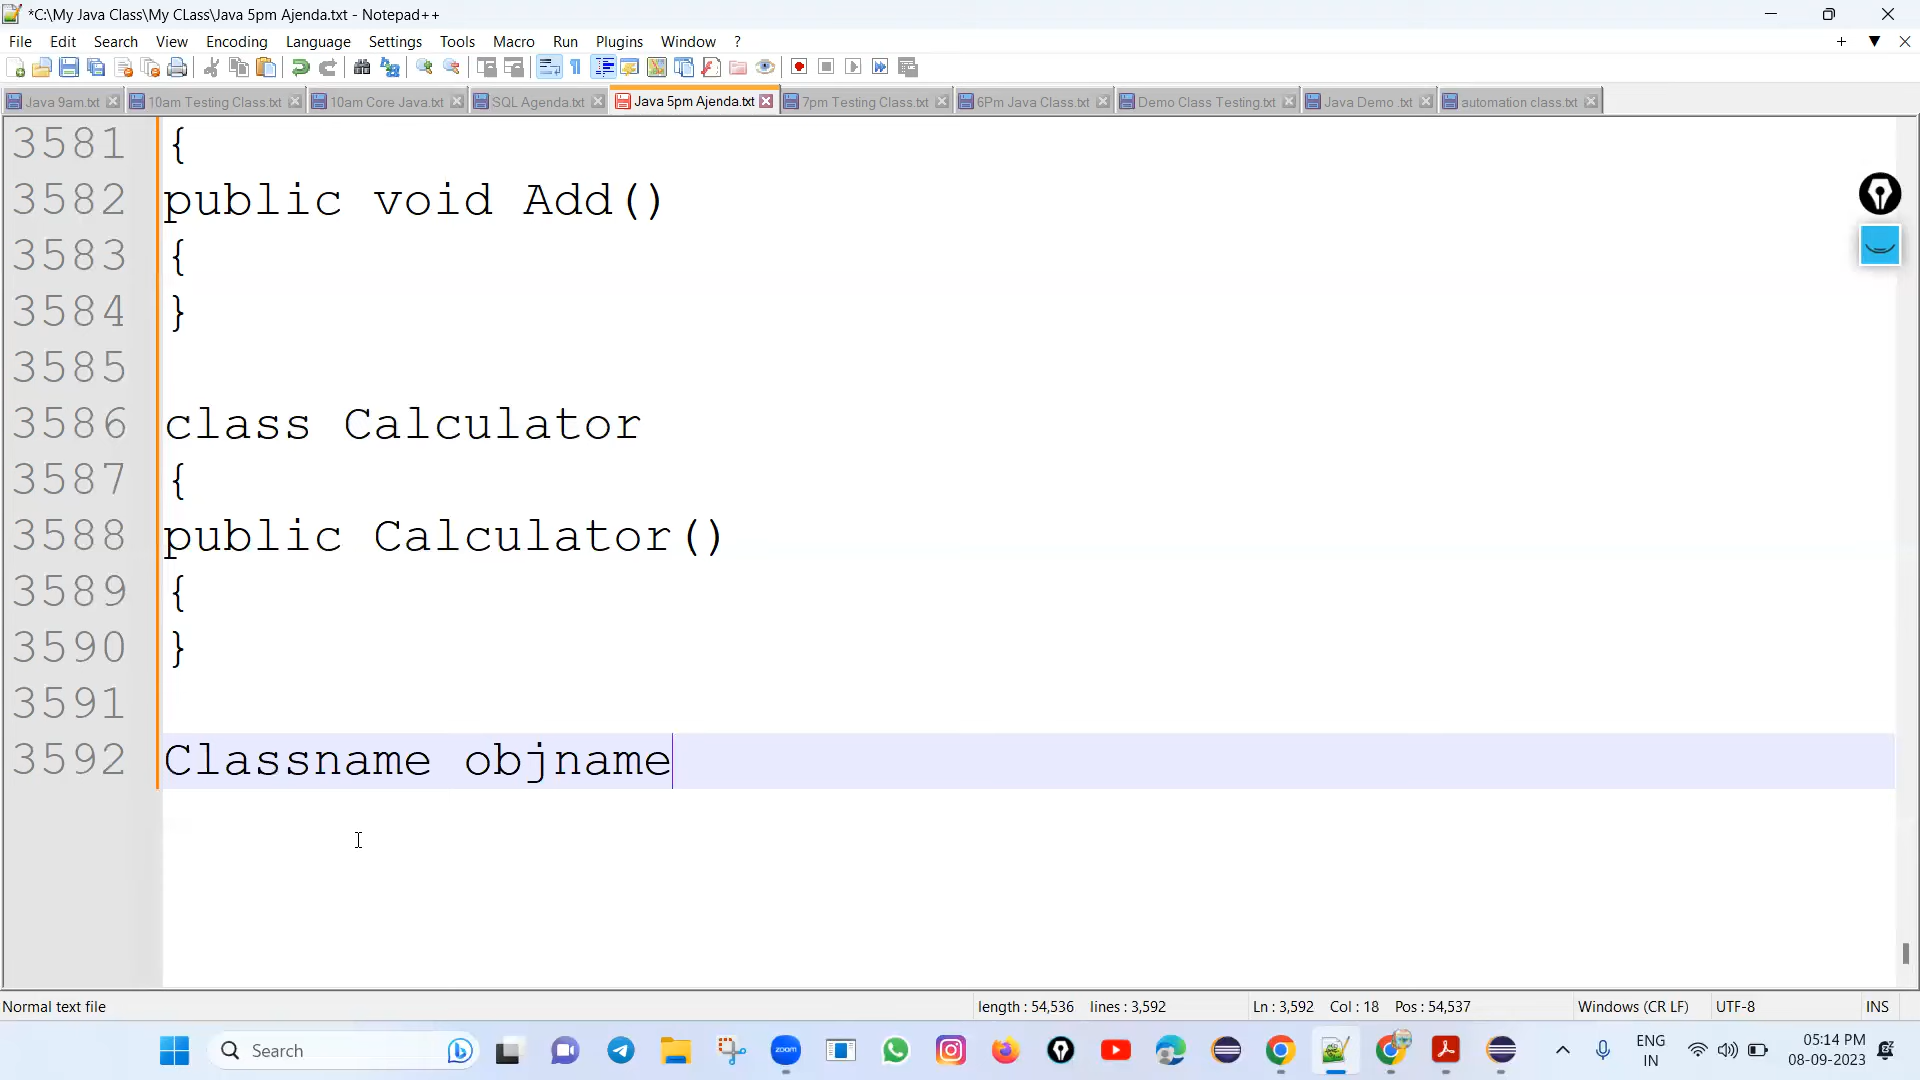 *C:\My Java Class\My CLass\Java 5pm Ajenda.txt - Notepad++
File Edit Search View Encoding Language Settings Tools Macro Run Plugins Window ?
Java 9am.txt 10am Testing Class.txt 10am Core Java.txt SQL Agenda.txt Java 5pm Ajenda.txt 7pm Testing Class.txt 6Pm Java Class.txt Demo Class Testing.txt Java Demo .txt automation class.txt
3581 {
3582 public void Add()
3583 {
3584 }
3585
3586 class Calculator
3587 {
3588 public Calculator()
3589 {
3590 }
3591
3592 Classname objname
Normal text file length : 54,536 lines : 3,592 Ln : 3,592 Col : 18 Pos : 54,537 Windows (CR LF) UTF-8 INS
Search zoom ENG 05:14 PM
IN 08-09-2023